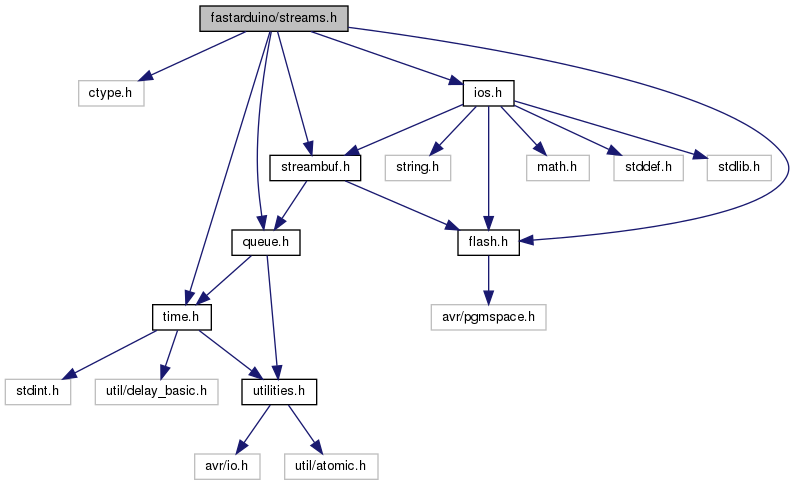 fastarduino/streams.h
ctype.h
ios.h
streambuf.h
string.h
math.h
stddef.h
stdlib.h
queue.h
flash.h
time.h
avr/pgmspace.h
stdint.h
util/delay_basic.h
utilities.h
avr/io.h
util/atomic.h